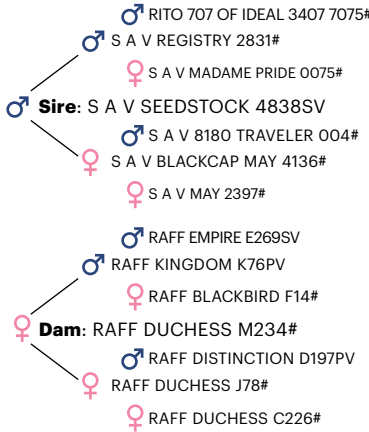 RITO 707 OF IDEAL 3407 7075#
S A V REGISTRY 2831#
S A V MADAME PRIDE 0075#
Sire: S A V SEEDSTOCK 4838SV
S A V 8180 TRAVELER 004#
S A V BLACKCAP MAY 4136#
S A V MAY 2397#
RAFF EMPIRE E269SV
RAFF KINGDOM K76PV
RAFF BLACKBIRD F14#
Dam: RAFF DUCHESS M234#
RAFF DISTINCTION D197PV
RAFF DUCHESS J78#
RAFF DUCHESS C226#